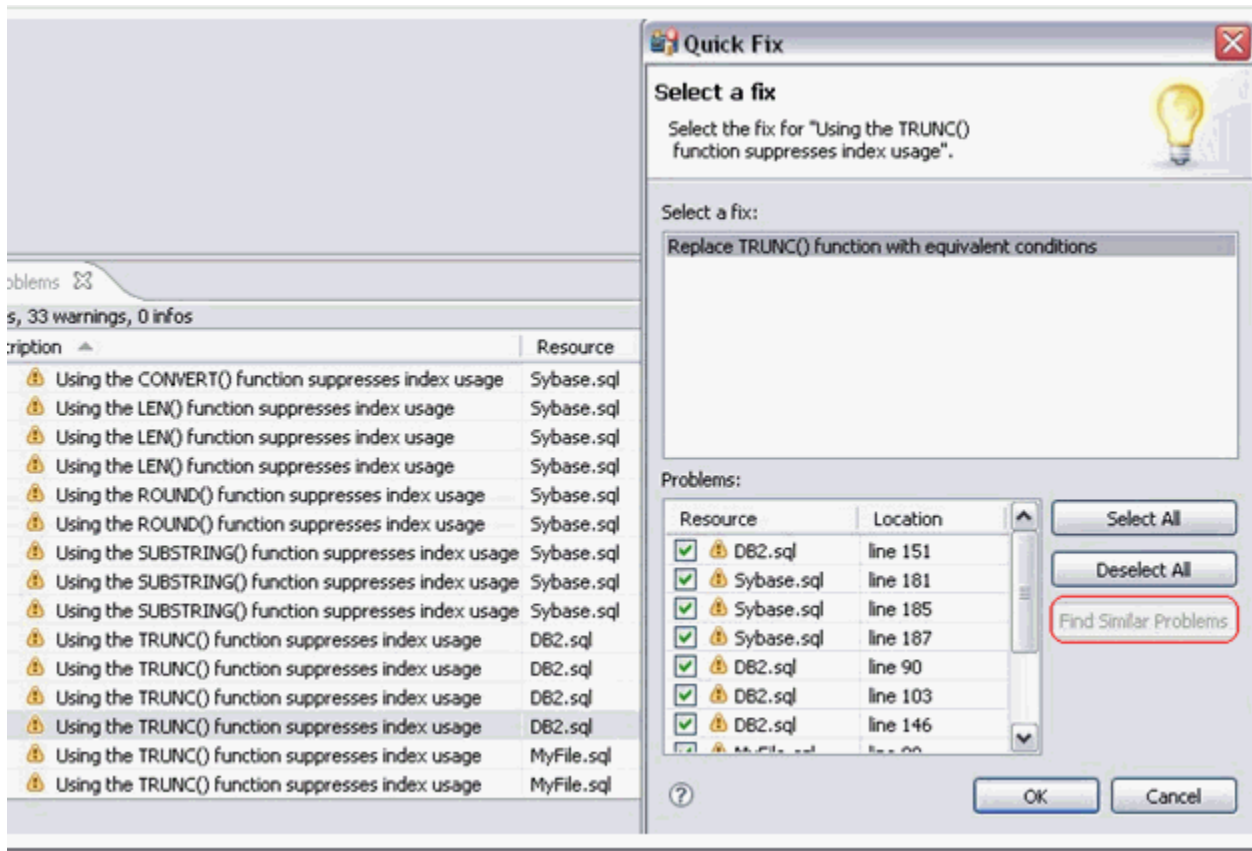 Quick Fix
Select a fix
Select the fix for "Using the TRUNC()
function suppresses index usage".
Select a fix:
Replace TRUNC() function with equivalent conditions
oblems
s, 33 warnings, 0 infos
cription Resource
Using the CONVERT() function suppresses index usage Sybase.sql
Using the LEN() function suppresses index usage Sybase.sql
Using the LEN() function suppresses index usage Sybase.sql
Using the LEN() function suppresses index usage Sybase.sql
Using the ROUND() function suppresses index usage Sybase.sql
Using the ROUND() function suppresses index usage Sybase.sql
Using the SUBSTRING() function suppresses index usage Sybase.sql
Using the SUBSTRING() function suppresses index usage Sybase.sql
Using the SUBSTRING() function suppresses index usage Sybase.sql
Using the TRUNC() function suppresses index usage DB2.sql
Using the TRUNC() function suppresses index usage DB2.sql
Using the TRUNC() function suppresses index usage DB2.sql
Using the TRUNC() function suppresses index usage DB2.sql
Using the TRUNC() function suppresses index usage MyFile.sql
Using the TRUNC() function suppresses index usage MyFile.sql
Problems:
Resource Location
DB2.sql line 151
Sybase.sql line 181
Sybase.sql line 185
Sybase.sql line 187
DB2.sql line 90
DB2.sql line 103
DB2.sql line 146
Select All
Deselect All
Find Similar Problems
OK
Cancel